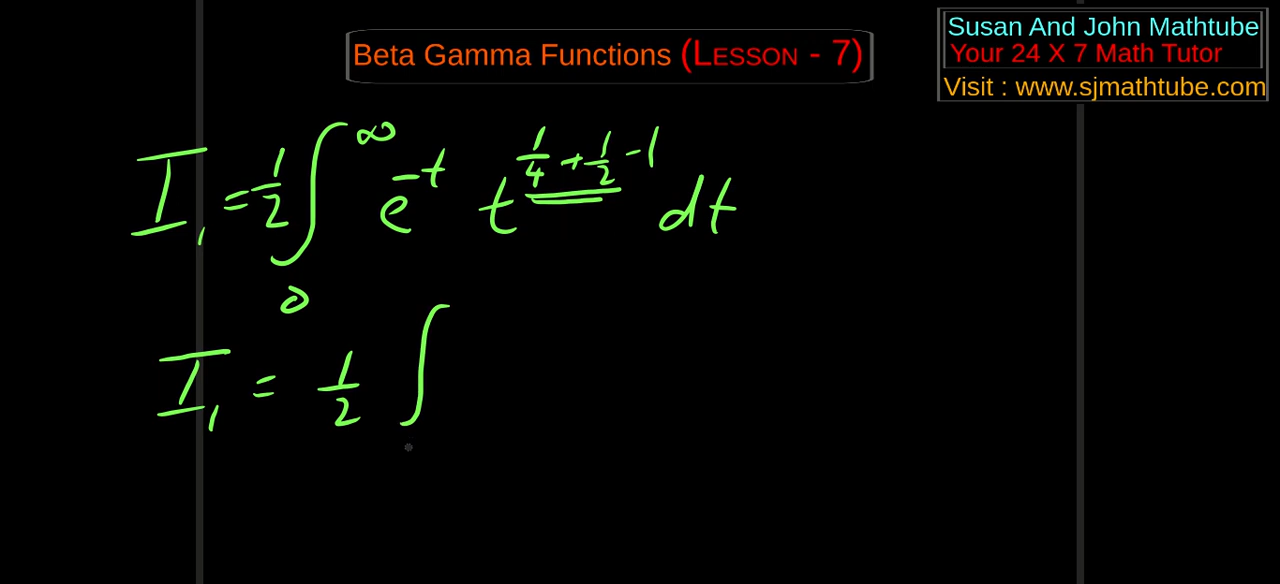 Beta Gamma Functions (LESSON - 7)
Susan And John Mathtube
Your 24 X 7 Math Tutor
Visit : www.sjmathtube.com
I₁ = 1/2 ∫₀^∞ e^(-t) t^(1/4 + 1/2 - 1) dt
I₁ = 1/2 ∫